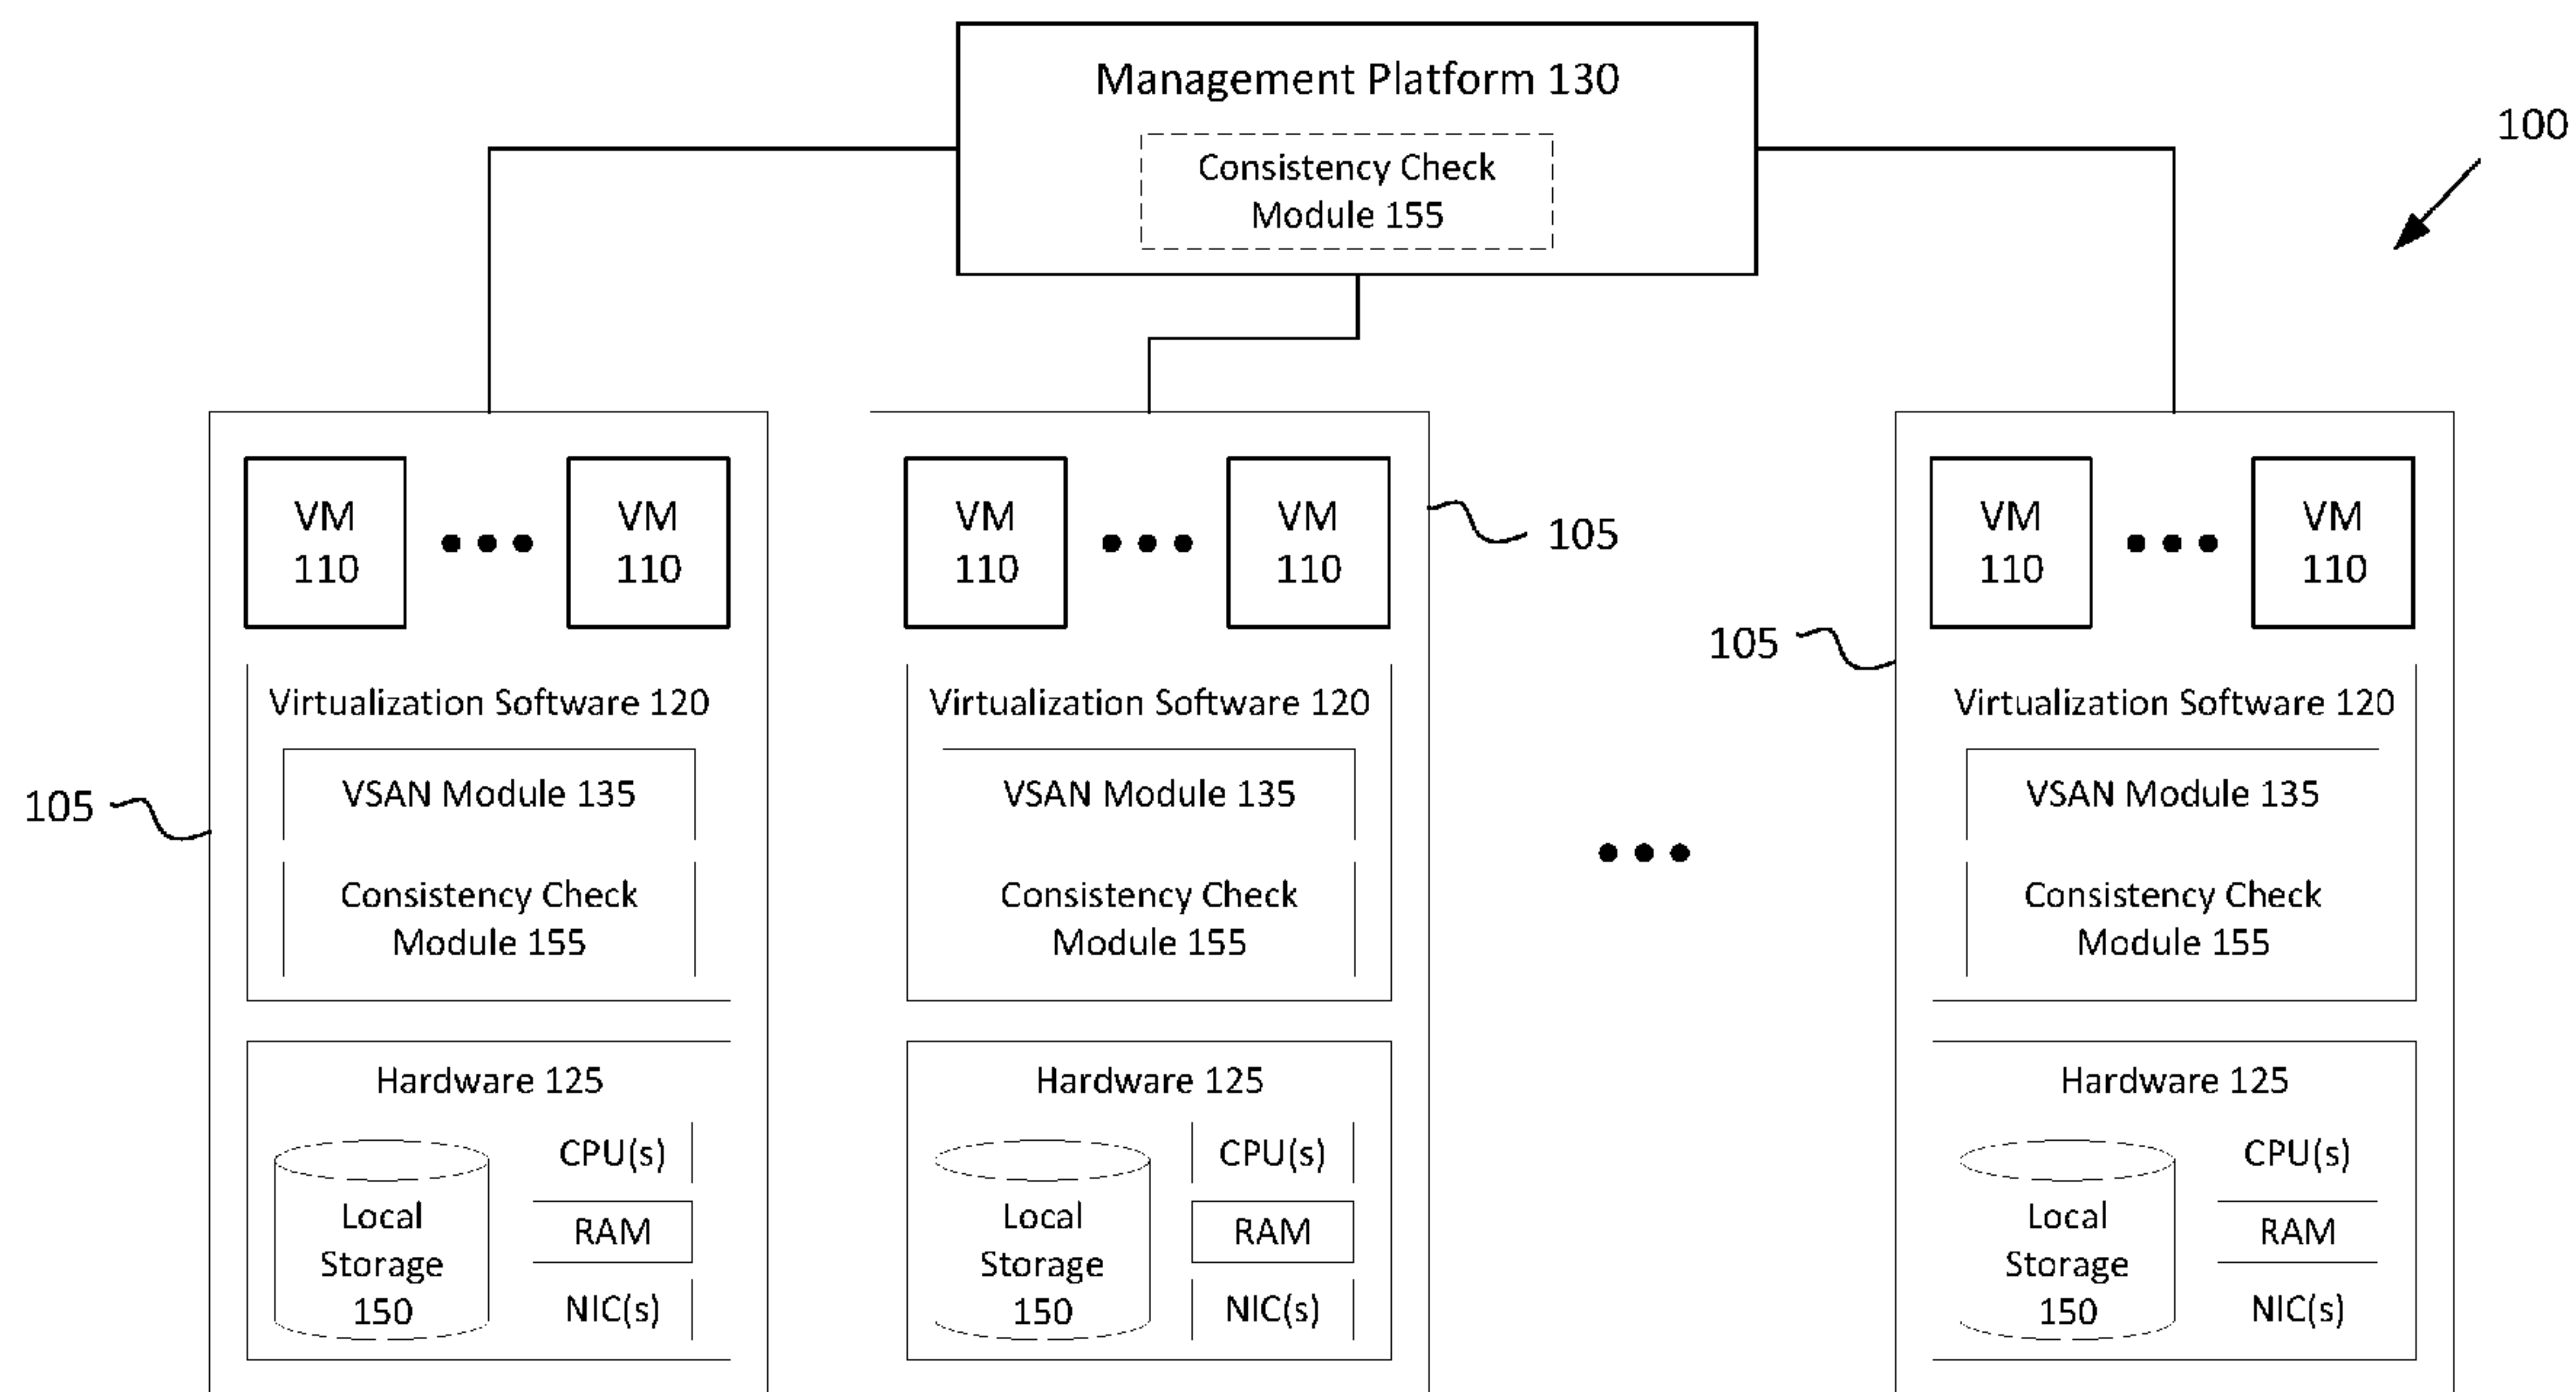 Management Platform 130
Consistency Check
Module 155
100
VM
110
VM
110
Virtualization Software 120
VSAN Module 135
Consistency Check
Module 155
Hardware 125
Local
Storage
150
CPU(s)
RAM
NIC(s)
105
VM
110
VM
110
Virtualization Software 120
VSAN Module 135
Consistency Check
Module 155
Hardware 125
Local
Storage
150
CPU(s)
RAM
NIC(s)
105
VM
110
VM
110
Virtualization Software 120
VSAN Module 135
Consistency Check
Module 155
Hardware 125
Local
Storage
150
CPU(s)
RAM
NIC(s)
105